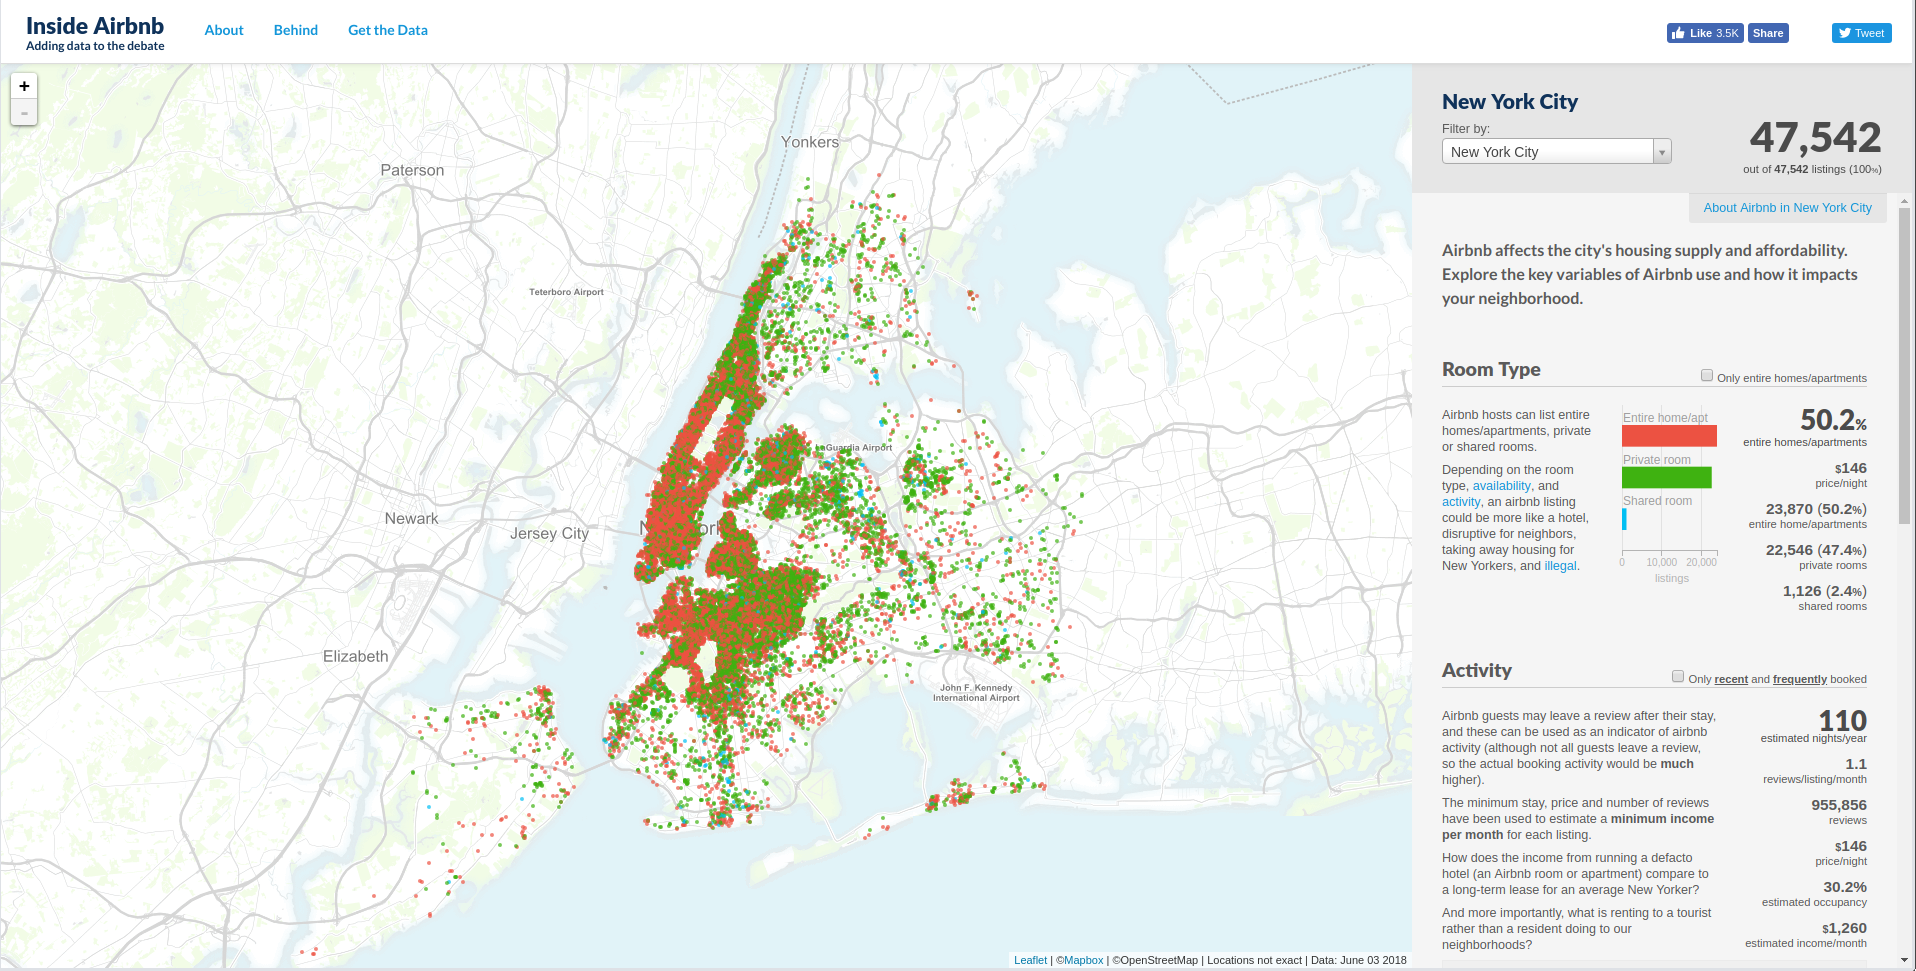 Inside Airbnb
Adding data to the debate
About
Behind
Get the Data
Like 3.5K
Share
Tweet
+
-
Yonkers
Paterson
Teterboro Airport
LaGuardia Airport
Newark
Jersey City
Elizabeth
John F. Kennedy
International Airport
Leaflet | ©Mapbox | ©OpenStreetMap | Locations not exact | Data: June 03 2018
New York City
Filter by:
New York City
47,542
out of 47,542 listings (100%)
About Airbnb in New York City
Airbnb affects the city's housing supply and affordability.
Explore the key variables of Airbnb use and how it impacts
your neighborhood.
Room Type
Only entire homes/apartments
Airbnb hosts can list entire
homes/apartments, private
or shared rooms.
Depending on the room
type, availability, and
activity, an airbnb listing
could be more like a hotel,
disruptive for neighbors,
taking away housing for
New Yorkers, and illegal.
Entire home/apt
Private room
Shared room
0 10,000 20,000
listings
50.2%
entire homes/apartments
$146
price/night
23,870 (50.2%)
entire home/apartments
22,546 (47.4%)
private rooms
1,126 (2.4%)
shared rooms
Activity
Only recent and frequently booked
Airbnb guests may leave a review after their stay,
and these can be used as an indicator of airbnb
activity (although not all guests leave a review,
so the actual booking activity would be much
higher).
The minimum stay, price and number of reviews
have been used to estimate a minimum income
per month for each listing.
How does the income from running a defacto
hotel (an Airbnb room or apartment) compare to
a long-term lease for an average New Yorker?
And more importantly, what is renting to a tourist
rather than a resident doing to our
neighborhoods?
110
estimated nights/year
1.1
reviews/listing/month
955,856
reviews
$146
price/night
30.2%
estimated occupancy
$1,260
estimated income/month